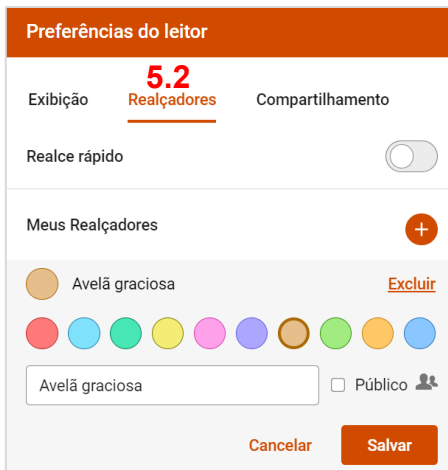 Preferências do leitor
5.2
Exibição Realçadores Compartilhamento
Realce rápido
Meus Realçadores +
Avelã graciosa Excluir
Avelã graciosa Público
Cancelar Salvar